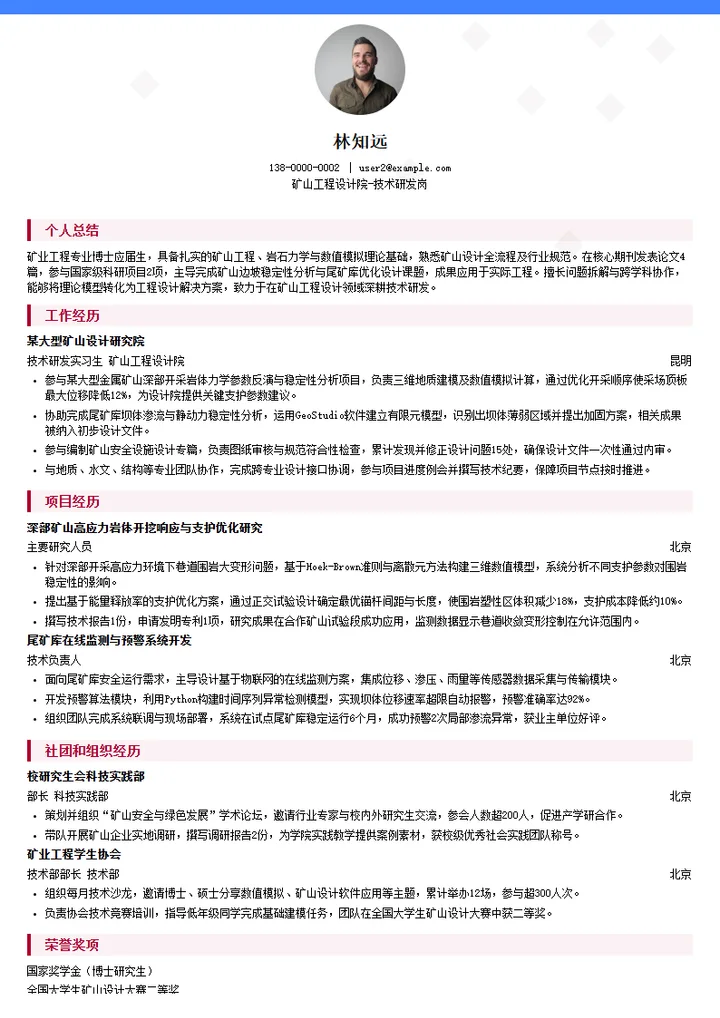 林知远
138-0000-0002 | user2@example.com
矿山工程设计院-技术研发岗
个人总结
矿业工程专业博士应届生，具备扎实的矿山工程、岩石力学与数值模拟理论基础，熟悉矿山设计全流程及行业规范。在核心期刊发表论文4
篇，参与国家级科研项目2项，主导完成矿山边坡稳定性分析与尾矿库优化设计课题，成果应用于实际工程。擅长问题拆解与跨学科协作，
能够将理论模型转化为工程设计解决方案，致力于在矿山工程设计领域深耕技术研发。
工作经历
某大型矿山设计研究院
技术研发实习生 矿山工程设计院 昆明
• 参与某大型金属矿山深部开采岩体力学参数反演与稳定性分析项目，负责三维地质建模及数值模拟计算，通过优化开采顺序使采场顶板
最大位移降低12%，为设计院提供关键支护参数建议。
• 协助完成尾矿库坝体渗流与静动力稳定性分析，运用GeoStudio软件建立有限元模型，识别出坝体薄弱区域并提出加固方案，相关成果
被纳入初步设计文件。
• 参与编制矿山安全设施设计专篇，负责图纸审核与规范符合性检查，累计发现并修正设计问题15处，确保设计文件一次性通过内审。
• 与地质、水文、结构等专业团队协作，完成跨专业设计接口协调，参与项目进度例会并撰写技术纪要，保障项目节点按时推进。
项目经历
深部矿山高应力岩体开挖响应与支护优化研究
主要研究人员 北京
• 针对深部开采高应力环境下巷道围岩大变形问题，基于Hoek-Brown准则与离散元方法构建三维数值模型，系统分析不同支护参数对围岩
稳定性的影响。
• 提出基于能量释放率的支护优化方案，通过正交试验设计确定最优锚杆间距与长度，使围岩塑性区体积减少18%，支护成本降低约10%。
• 撰写技术报告1份，申请发明专利1项，研究成果在合作矿山试验段成功应用，监测数据显示巷道收敛变形控制在允许范围内。
尾矿库在线监测与预警系统开发
技术负责人 北京
• 面向尾矿库安全运行需求，主导设计基于物联网的在线监测方案，集成位移、渗压、雨量等传感器数据采集与传输模块。
• 开发预警算法模块，利用Python构建时间序列异常检测模型，实现坝体位移速率超限自动报警，预警准确率达92%。
• 组织团队完成系统联调与现场部署，系统在试点尾矿库稳定运行6个月，成功预警2次局部渗流异常，获业主单位好评。
社团和组织经历
校研究生会科技实践部
部长 科技实践部 北京
• 策划并组织“矿山安全与绿色发展”学术论坛，邀请行业专家与校内外研究生交流，参会人数超200人，促进产学研合作。
• 带队开展矿山企业实地调研，撰写调研报告2份，为学院实践教学提供案例素材，获校级优秀社会实践团队称号。
矿业工程学生协会
技术部部长 技术部 北京
• 组织每月技术沙龙，邀请博士、硕士分享数值模拟、矿山设计软件应用等主题，累计举办12场，参与超300人次。
• 负责协会技术竞赛培训，指导低年级同学完成基础建模任务，团队在全国大学生矿山设计大赛中获二等奖。
荣誉奖项
国家奖学金（博士研究生）
全国大学生矿山设计大赛二等奖